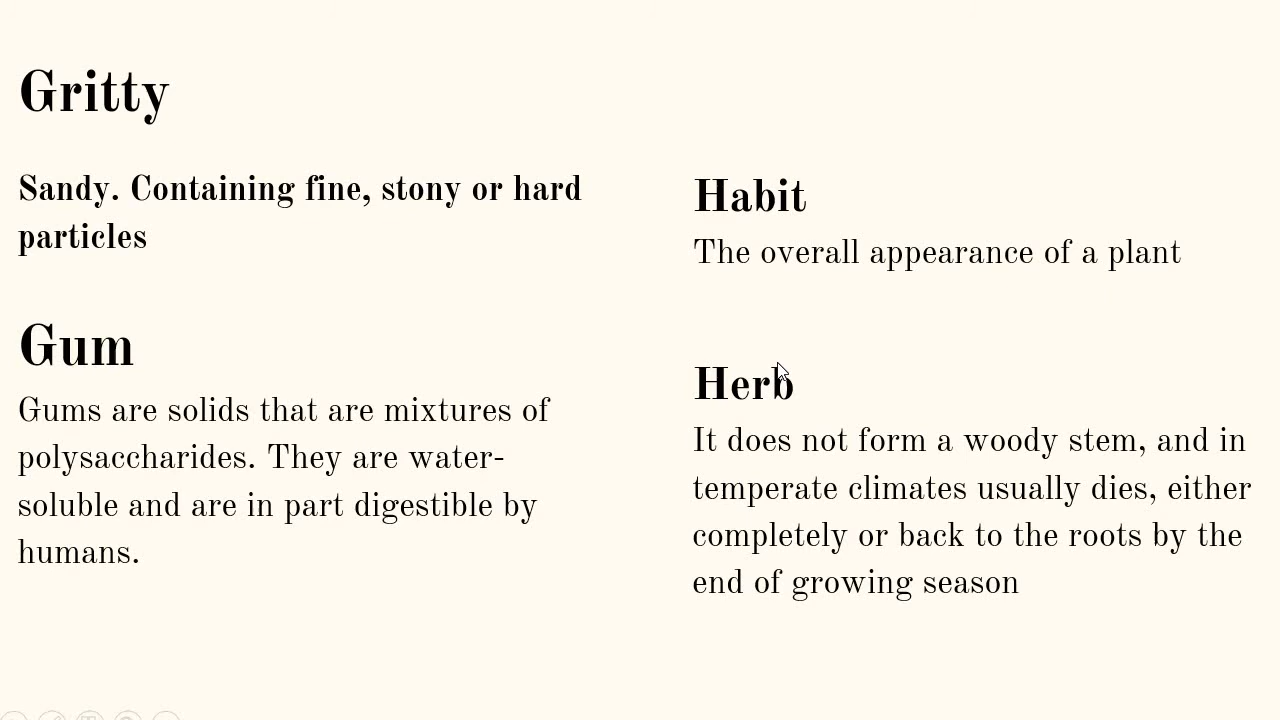 Gritty
Sandy. Containing fine, stony or hard
particles
Gum
Gums are solids that are mixtures of
polysaccharides. They are water-
soluble and are in part digestible by
humans.
Habit
The overall appearance of a plant
Herb
It does not form a woody stem, and in
temperate climates usually dies, either
completely or back to the roots by the
end of growing season